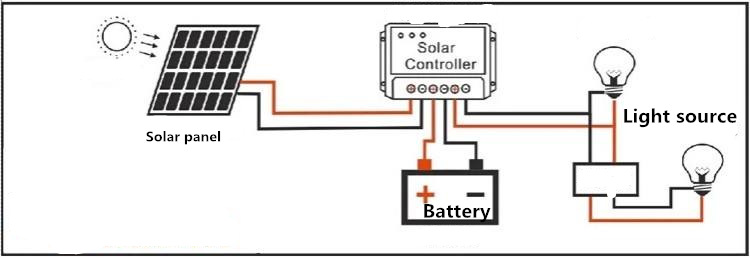 Solar
Controller
Light source
Solar panel
Battery